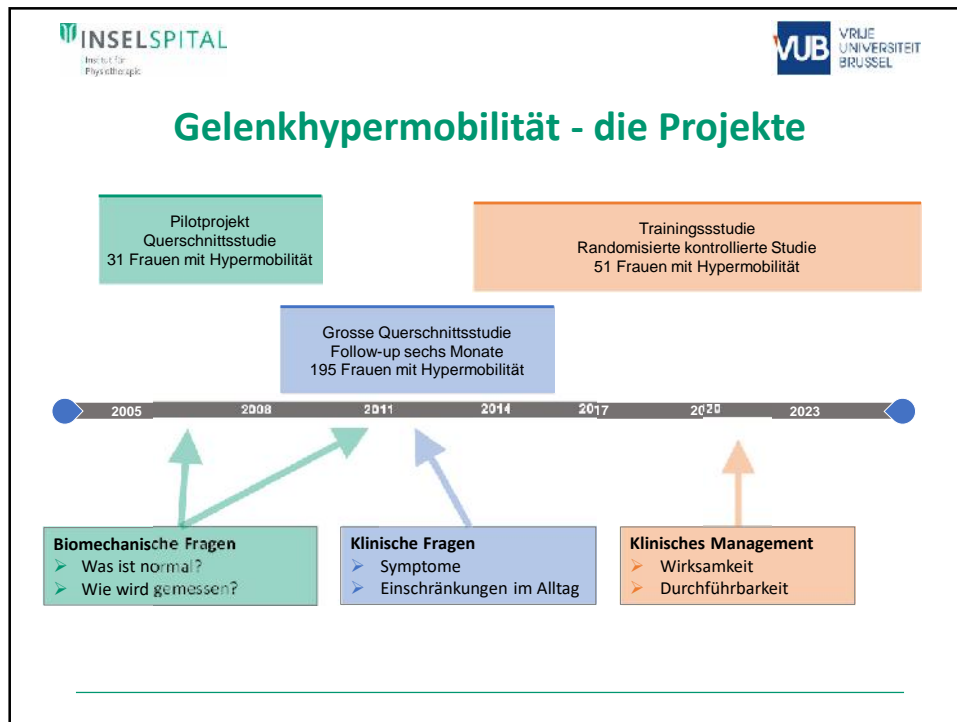 INSELSPITAL
Institut für
Physiotherapie
VUB
VRIJE
UNIVERSITEIT
BRUSSEL
Gelenkhypermobilität - die Projekte
Pilotprojekt
Querschnittsstudie
31 Frauen mit Hypermobilität
Trainingssstudie
Randomisierte kontrollierte Studie
51 Frauen mit Hypermobilität
Grosse Querschnittsstudie
Follow-up sechs Monate
195 Frauen mit Hypermobilität
2005 2008 2011 2014 2017 2020 2023
Biomechanische Fragen
Was ist normal?
Wie wird gemessen?
Klinische Fragen
Symptome
Einschränkungen im Alltag
Klinisches Management
Wirksamkeit
Durchführbarkeit